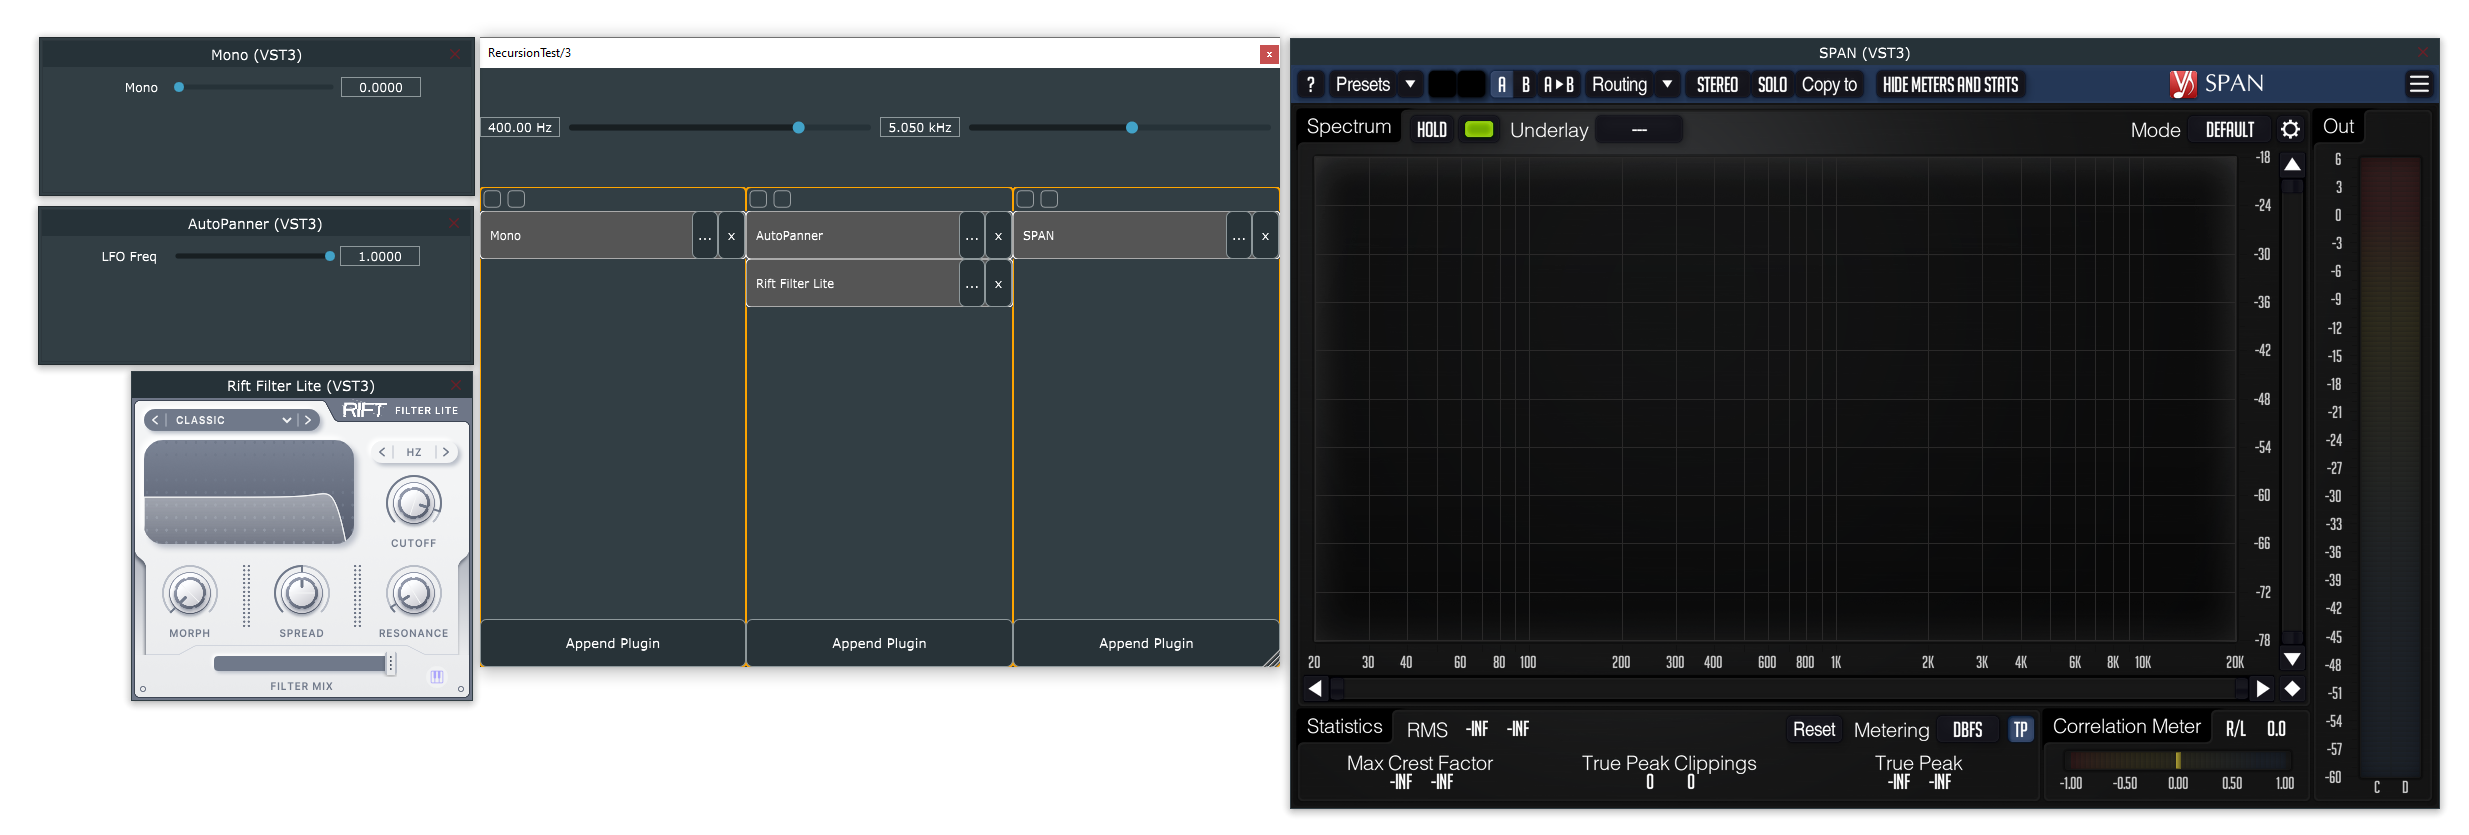 Mono (VST3)
Mono 0.0000
AutoPanner (VST3)
LFO Freq 1.0000
Rift Filter Lite (VST3)
RIFT FILTER LITE
CLASSIC
HZ
CUTOFF
MORPH SPREAD RESONANCE
FILTER MIX
RecursionTest/3 x
400.00 Hz 5.050 kHz
Mono ... x AutoPanner ... x SPAN ... x
Rift Filter Lite ... x
Append Plugin Append Plugin Append Plugin
SPAN (VST3)
? Presets A B A▸B Routing STEREO SOLO Copy to HIDE METERS AND STATS SPAN
Spectrum HOLD Underlay --- Mode DEFAULT Out
-18
-24
-30
-36
-42
-48
-54
-60
-66
-72
-78
20 30 40 60 80 100 200 300 400 600 800 1K 2K 3K 4K 6K 8K 10K 20K
6
3
0
-3
-6
-9
-12
-15
-18
-21
-24
-27
-30
-33
-36
-39
-42
-45
-48
-51
-54
-57
-60
C D
Statistics RMS -INF -INF Reset Metering DBFS TP
Max Crest Factor True Peak Clippings True Peak
-INF -INF 0 0 -INF -INF
Correlation Meter R/L 0.0
-1.00 -0.50 0.00 0.50 1.00